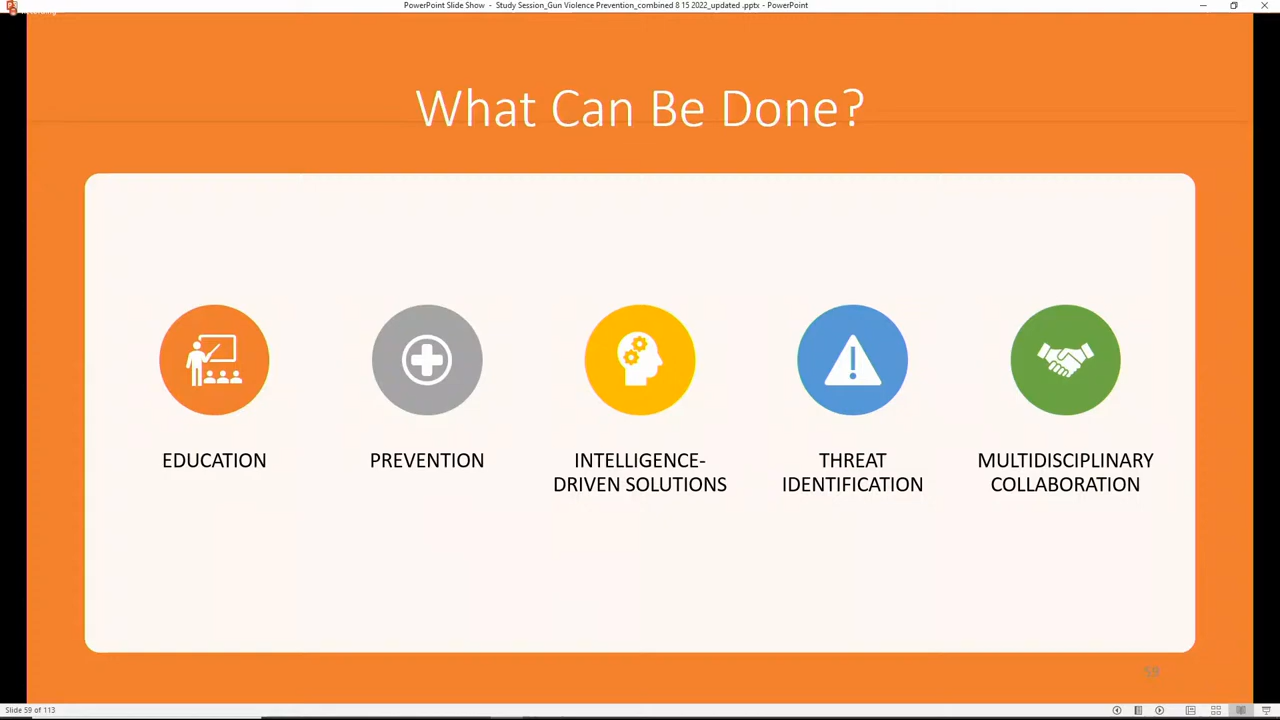 PowerPoint Slide Show - Study Session_Gun Violence Prevention_combined 8 15 2022_updated .pptx - PowerPoint
What Can Be Done?
EDUCATION
PREVENTION
INTELLIGENCE-
DRIVEN SOLUTIONS
THREAT
IDENTIFICATION
MULTIDISCIPLINARY
COLLABORATION
59
Slide 59 of 113